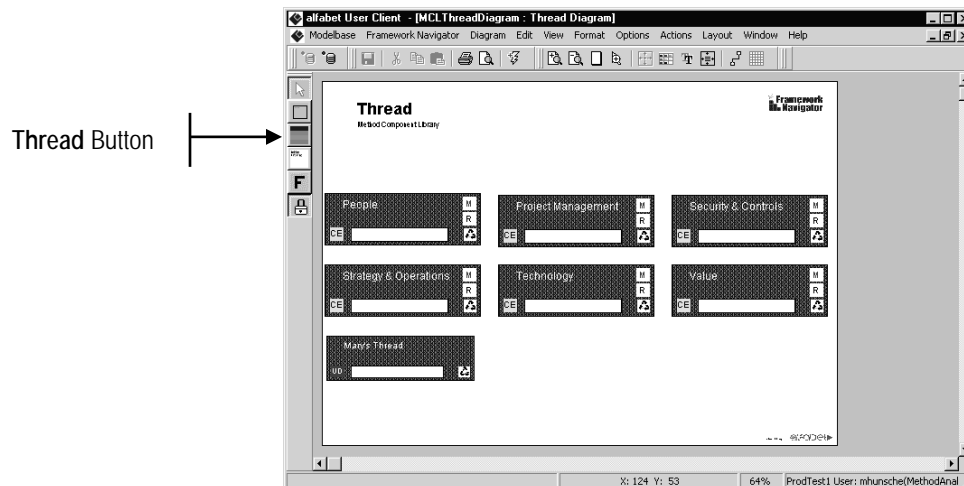 alfabet User Client - [MCLThreadDiagram : Thread Diagram]
Modelbase Framework Navigator Diagram Edit View Format Options Actions Layout Window Help
Thread
Method Component Library
Framework
Navigator
Thread Button
F
People M
R
CE
Project Management M
R
CE
Security & Controls M
R
CE
Strategy & Operations M
R
CE
Technology M
R
CE
Value M
R
CE
Mary's Thread
UD
alfabet
X: 124 Y: 53 64% ProdTest1 User: mhunsche(MethodAnal